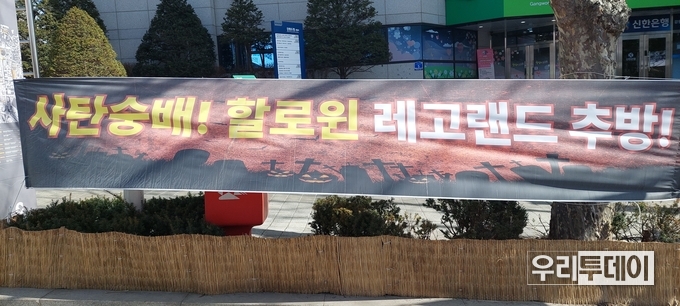 사탄숭배! 할로윈 레고랜드 추방!
신한은행
우리투데이